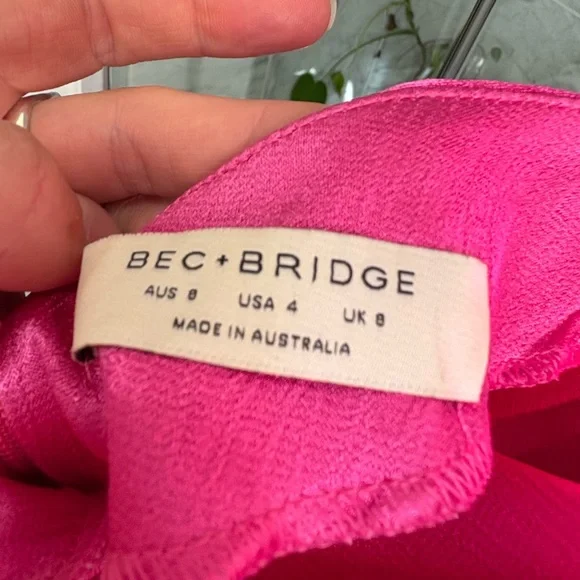 BEC+BRIDGE
AUS 8 USA 4 UK 8
MADE IN AUSTRALIA